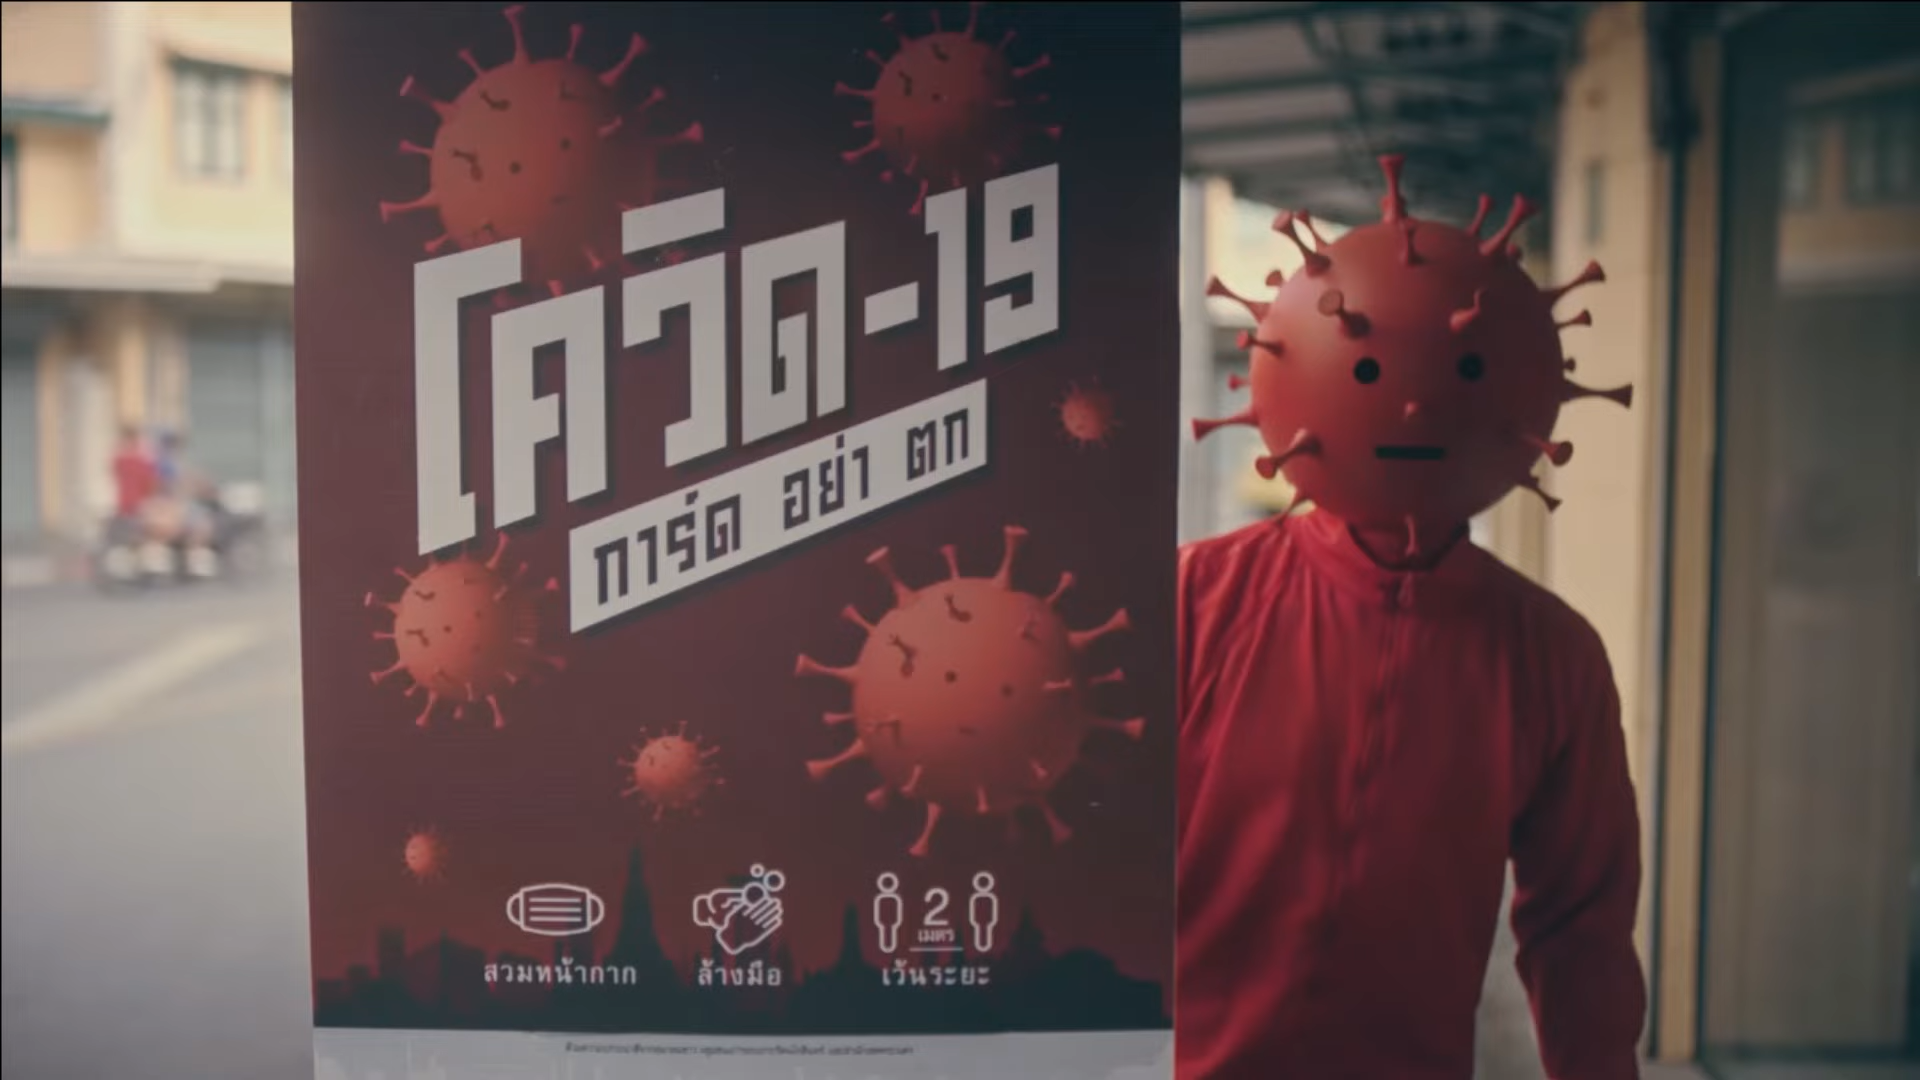 โควิด-19
การ์ด อย่า ตก
2
เมตร
สวมหน้ากาก ล้างมือ เว้นระยะ